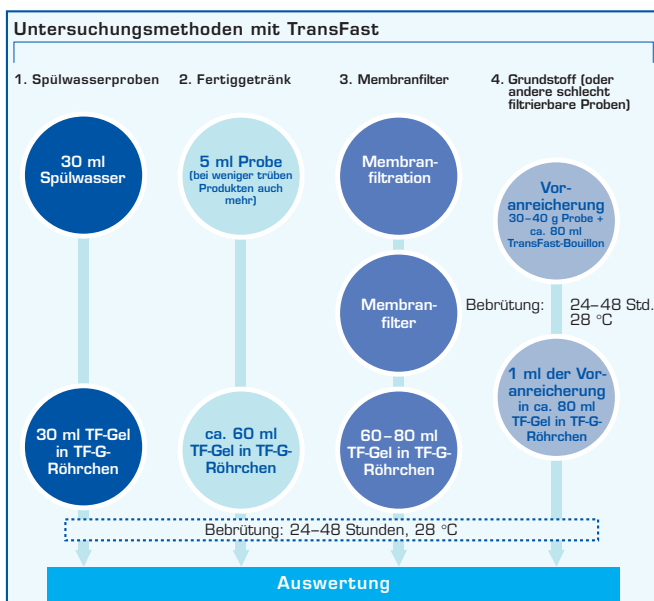 Untersuchungsmethoden mit TransFast
1. Spülwasserproben
2. Fertiggetränk
3. Membranfilter
4. Grundstoff (oder
andere schlecht
filtrierbare Proben)
30 ml
Spülwasser
5 ml Probe
(bei weniger trüben
Produkten auch
mehr)
Membran-
filtration
Vor-
anreicherung
30–40 g Probe +
ca. 80 ml
TransFast-Bouillon
Membran-
filter
Bebrütung: 24–48 Std.
28 °C
30 ml TF-Gel
in TF-G-
Röhrchen
ca. 60 ml
TF-Gel in TF-G-
Röhrchen
60–80 ml
TF-Gel in TF-G-
Röhrchen
1 ml der Vor-
anreicherung
in ca. 80 ml
TF-Gel in TF-G-
Röhrchen
Bebrütung: 24–48 Stunden, 28 °C
Auswertung